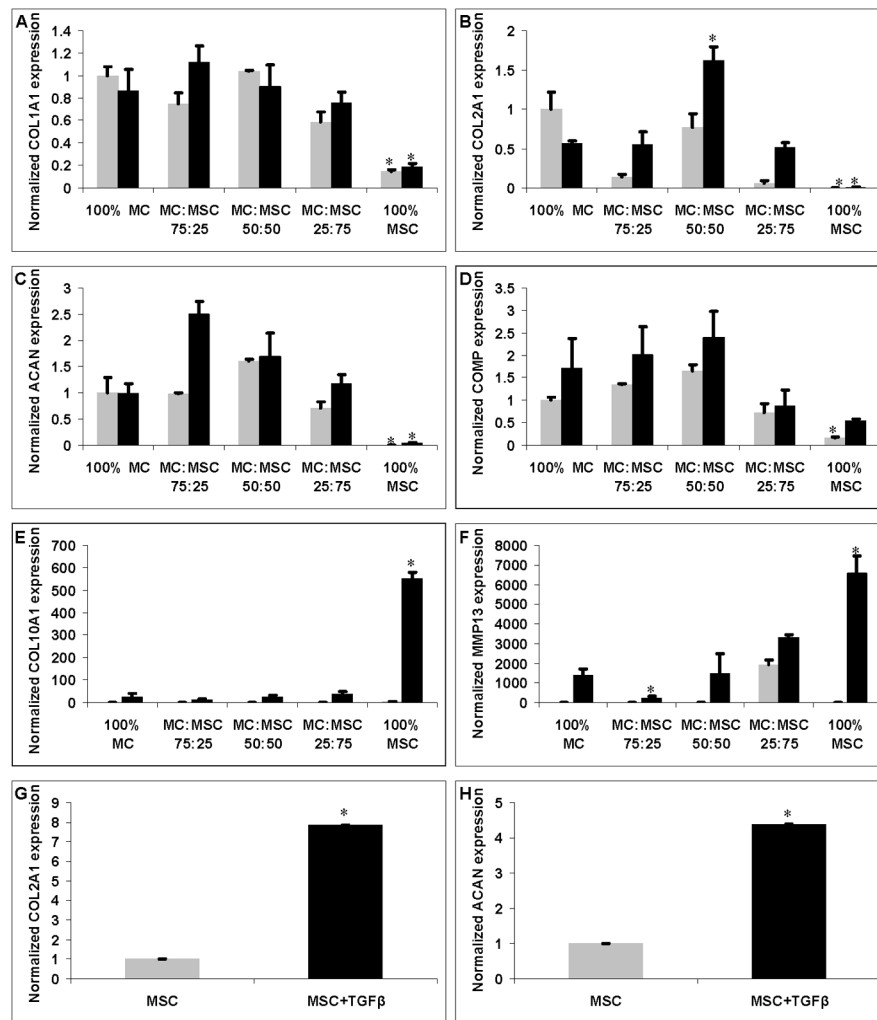 A
Normalized COL1A1 expression
1.4
1.2
1
0.8
0.6
0.4
0.2
0
* *
100% MC
MC:MSC 75:25
MC:MSC 50:50
MC:MSC 25:75
100% MSC
B
Normalized COL2A1 expression
2
1.5
1
0.5
0
*
* *
100% MC
MC:MSC 75:25
MC:MSC 50:50
MC:MSC 25:75
100% MSC
C
Normalized ACAN expression
3
2.5
2
1.5
1
0.5
0
* *
100% MC
MC:MSC 75:25
MC:MSC 50:50
MC:MSC 25:75
100% MSC
D
Normalized COMP expression
3.5
3
2.5
2
1.5
1
0.5
0
*
100% MC
MC:MSC 75:25
MC:MSC 50:50
MC:MSC 25:75
100% MSC
E
Normalized COL10A1 expression
700
600
500
400
300
200
100
0
*
100% MC
MC:MSC 75:25
MC:MSC 50:50
MC:MSC 25:75
100% MSC
F
Normalized MMP13 expression
8000
7000
6000
5000
4000
3000
2000
1000
0
*
*
100% MC
MC:MSC 75:25
MC:MSC 50:50
MC:MSC 25:75
100% MSC
G
Normalized COL2A1 expression
9
8
7
6
5
4
3
2
1
0
*
MSC
MSC+TGFβ
H
Normalized ACAN expression
5
4
3
2
1
0
*
MSC
MSC+TGFβ